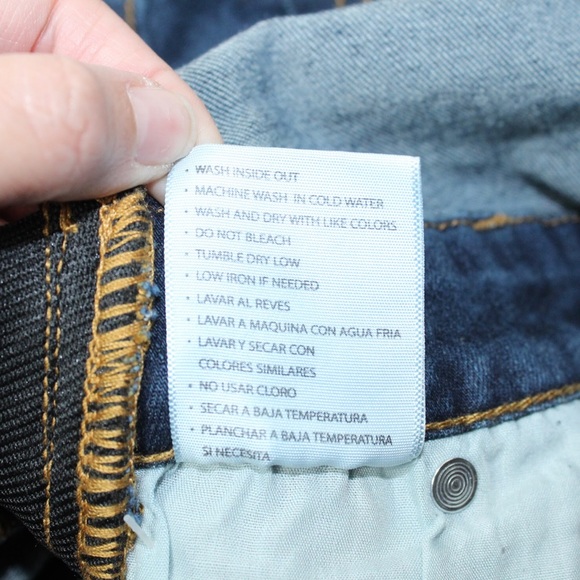 • WASH INSIDE OUT
• MACHINE WASH IN COLD WATER
• WASH AND DRY WITH LIKE COLORS
• DO NOT BLEACH
• TUMBLE DRY LOW
• LOW IRON IF NEEDED
• LAVAR AL REVES
• LAVAR A MAQUINA CON AGUA FRIA
• LAVAR Y SECAR CON
COLORES SIMILARES
• NO USAR CLORO
• SECAR A BAJA TEMPERATURA
• PLANCHAR A BAJA TEMPERATURA
SI NECESITA